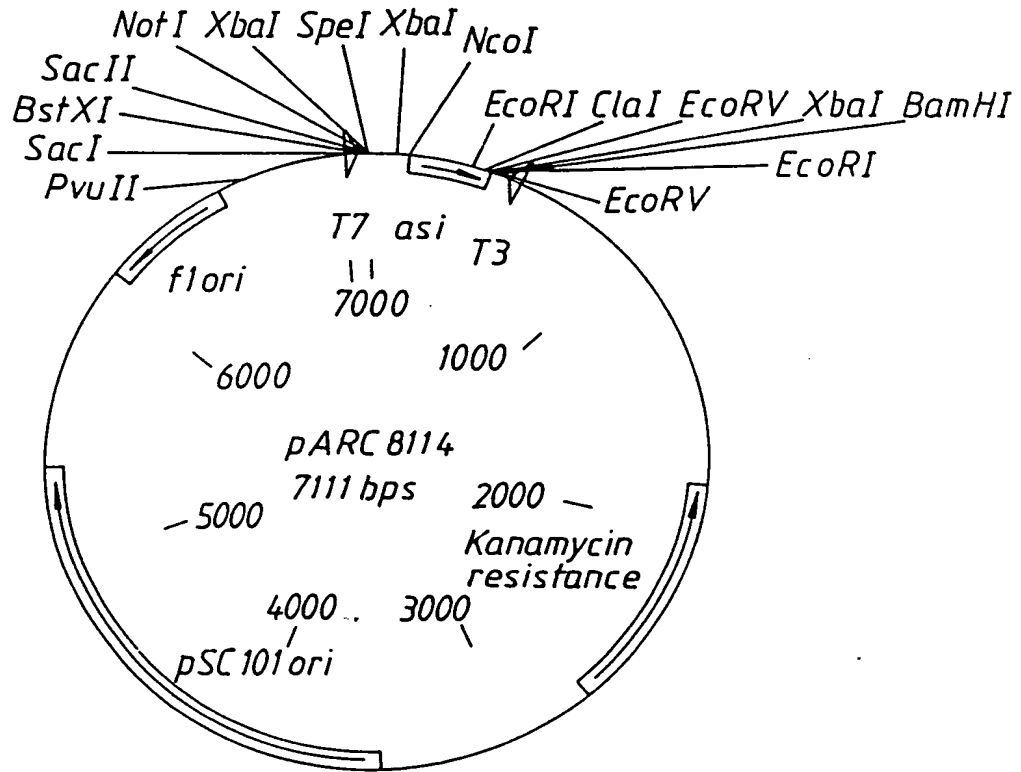 NotI XbaI SpeI XbaI NcoI
SacII
BstXI
SacI
PvuII
EcoRI ClaI EcoRV XbaI BamHI
EcoRI
EcoRV
T7 asi T3
f1ori
7000
1000
6000
pARC 8114
7111 bps
2000
5000
Kanamycin
resistance
4000
3000
pSC101ori